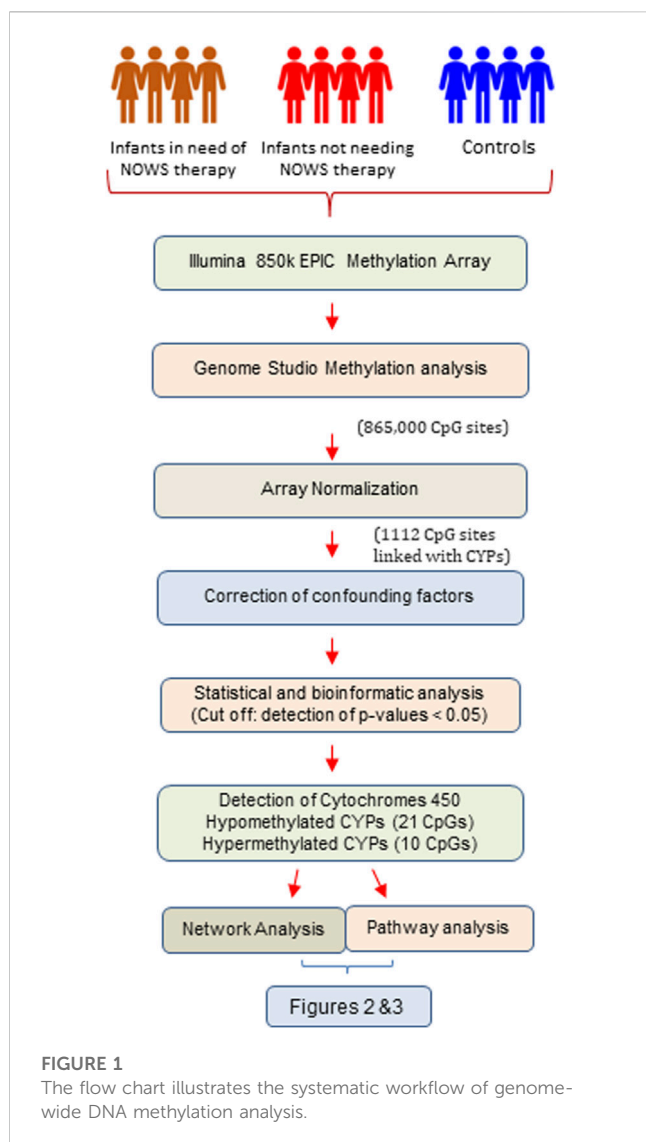 Infants in need of
NOWS therapy
Infants not needing
NOWS therapy
Controls
Illumina 850k EPIC Methylation Array
Genome Studio Methylation analysis
(865,000 CpG sites)
Array Normalization
(1112 CpG sites
linked with CYPs)
Correction of confounding factors
Statistical and bioinformatic analysis
(Cut off: detection of p-values < 0.05)
Detection of Cytochromes 450
Hypomethylated CYPs (21 CpGs)
Hypermethylated CYPs (10 CpGs)
Network Analysis
Pathway analysis
Figures 2 &3
FIGURE 1
The flow chart illustrates the systematic workflow of genome-
wide DNA methylation analysis.